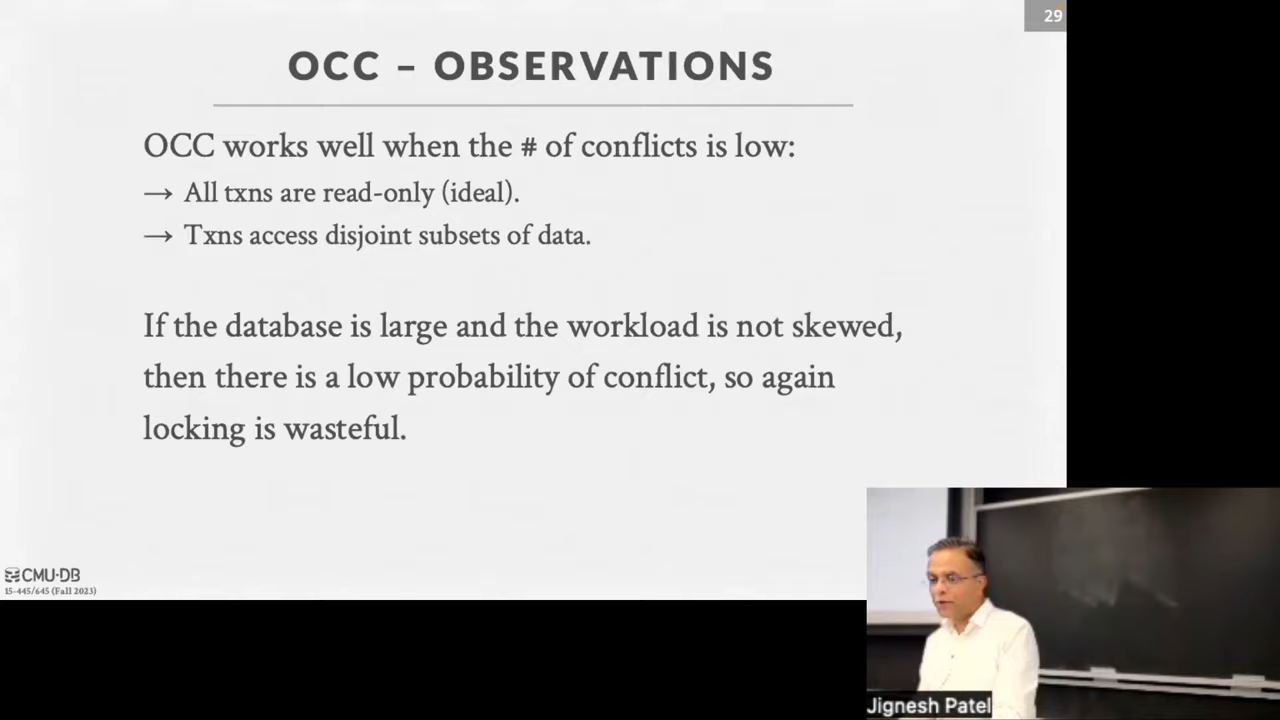 29
OCC – OBSERVATIONS
OCC works well when the # of conflicts is low:
→ All txns are read-only (ideal).
→ Txns access disjoint subsets of data.
If the database is large and the workload is not skewed,
then there is a low probability of conflict, so again
locking is wasteful.
CMU·DB
15-445/645 (Fall 2023)
Jignesh Patel